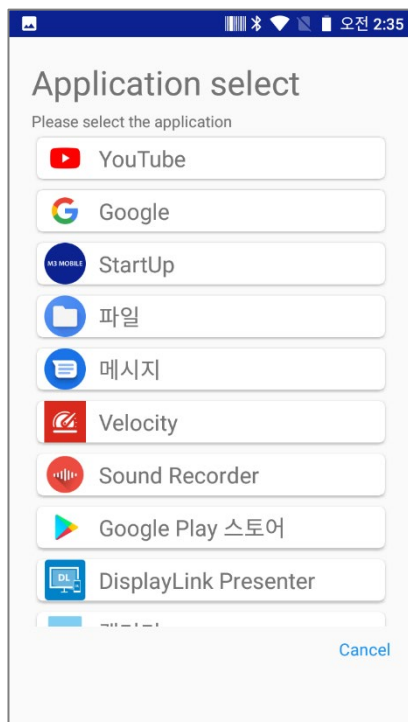 오전 2:35
Application select
Please select the application
YouTube
Google
M3 MOBILE
StartUp
파일
메시지
Velocity
Sound Recorder
Google Play 스토어
DL
DisplayLink Presenter
Cancel